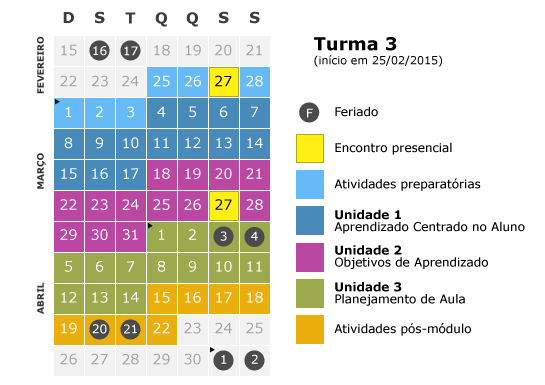 D S T Q Q S S
FEVEREIRO
15 16 17 18 19 20 21
22 23 24 25 26 27 28
MARÇO
1 2 3 4 5 6 7
8 9 10 11 12 13 14
15 16 17 18 19 20 21
22 23 24 25 26 27 28
29 30 31 1 2 3 4
ABRIL
5 6 7 8 9 10 11
12 13 14 15 16 17 18
19 20 21 22 23 24 25
26 27 28 29 30 1 2
Turma 3
(início em 25/02/2015)
F Feriado
Encontro presencial
Atividades preparatórias
Unidade 1
Aprendizado Centrado no Aluno
Unidade 2
Objetivos de Aprendizado
Unidade 3
Planejamento de Aula
Atividades pós-módulo